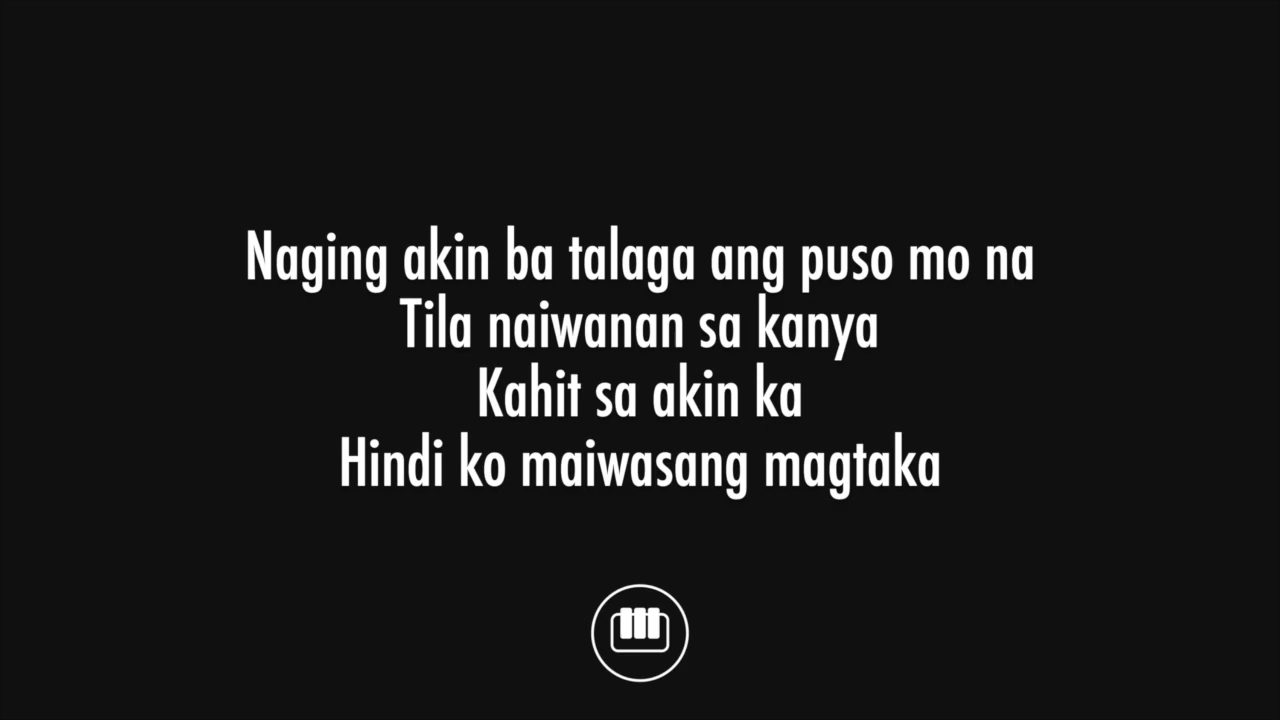 Naging akin ba talaga ang puso mo na
Tila naiwanan sa kanya
Kahit sa akin ka
Hindi ko maiwasang magtaka